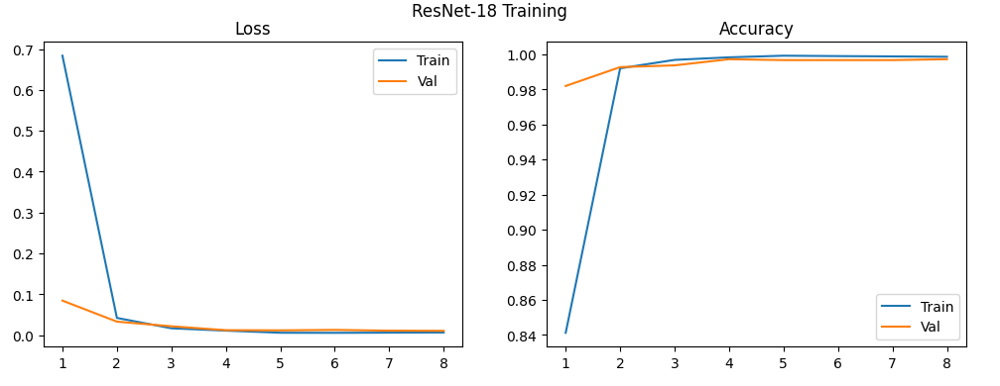 ResNet-18 Training
Loss
0.7
0.6
0.5
0.4
0.3
0.2
0.1
0.0
1 2 3 4 5 6 7 8
Train
Val
Accuracy
1.00
0.98
0.96
0.94
0.92
0.90
0.88
0.86
0.84
1 2 3 4 5 6 7 8
Train
Val